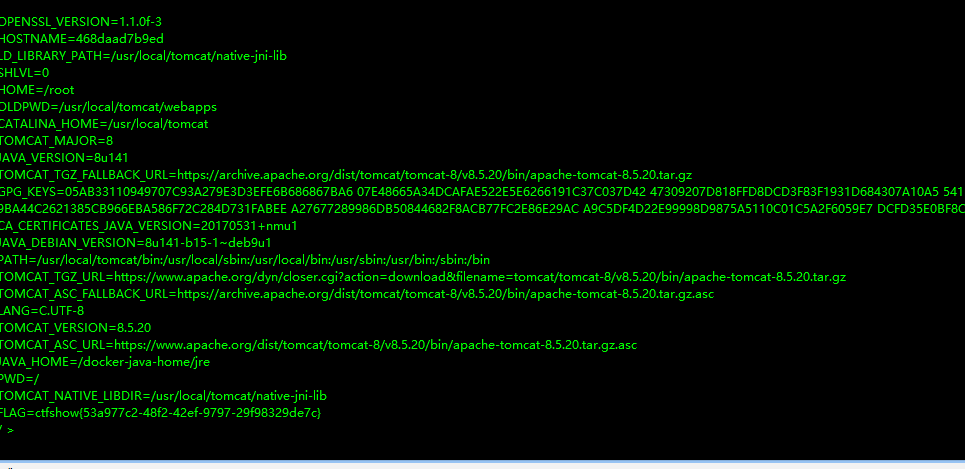 OPENSSL_VERSION=1.1.0f-3
HOSTNAME=468daad7b9ed
LD_LIBRARY_PATH=/usr/local/tomcat/native-jni-lib
SHLVL=0
HOME=/root
OLDPWD=/usr/local/tomcat/webapps
CATALINA_HOME=/usr/local/tomcat
TOMCAT_MAJOR=8
JAVA_VERSION=8u141
TOMCAT_TGZ_FALLBACK_URL=https://archive.apache.org/dist/tomcat/tomcat-8/v8.5.20/bin/apache-tomcat-8.5.20.tar.gz
GPG_KEYS=05AB33110949707C93A279E3D3EFE6B686867BA6 07E48665A34DCAFAE522E5E6266191C37C037D42 47309207D818FFD8DCD3F83F1931D684307A10A5 541
9BA44C2621385CB966EBA586F72C284D731FABEE A27677289986DB50844682F8ACB77FC2E86E29AC A9C5DF4D22E99998D9875A5110C01C5A2F6059E7 DCFD35E0BF8C
CA_CERTIFICATES_JAVA_VERSION=20170531+nmu1
JAVA_DEBIAN_VERSION=8u141-b15-1~deb9u1
PATH=/usr/local/tomcat/bin:/usr/local/sbin:/usr/local/bin:/usr/sbin:/usr/bin:/sbin:/bin
TOMCAT_TGZ_URL=https://www.apache.org/dyn/closer.cgi?action=download&filename=tomcat/tomcat-8/v8.5.20/bin/apache-tomcat-8.5.20.tar.gz
TOMCAT_ASC_FALLBACK_URL=https://archive.apache.org/dist/tomcat/tomcat-8/v8.5.20/bin/apache-tomcat-8.5.20.tar.gz.asc
LANG=C.UTF-8
TOMCAT_VERSION=8.5.20
TOMCAT_ASC_URL=https://www.apache.org/dist/tomcat/tomcat-8/v8.5.20/bin/apache-tomcat-8.5.20.tar.gz.asc
JAVA_HOME=/docker-java-home/jre
PWD=/
TOMCAT_NATIVE_LIBDIR=/usr/local/tomcat/native-jni-lib
FLAG=ctfshow{53a977c2-48f2-42ef-9797-29f98329de7c}
/ >